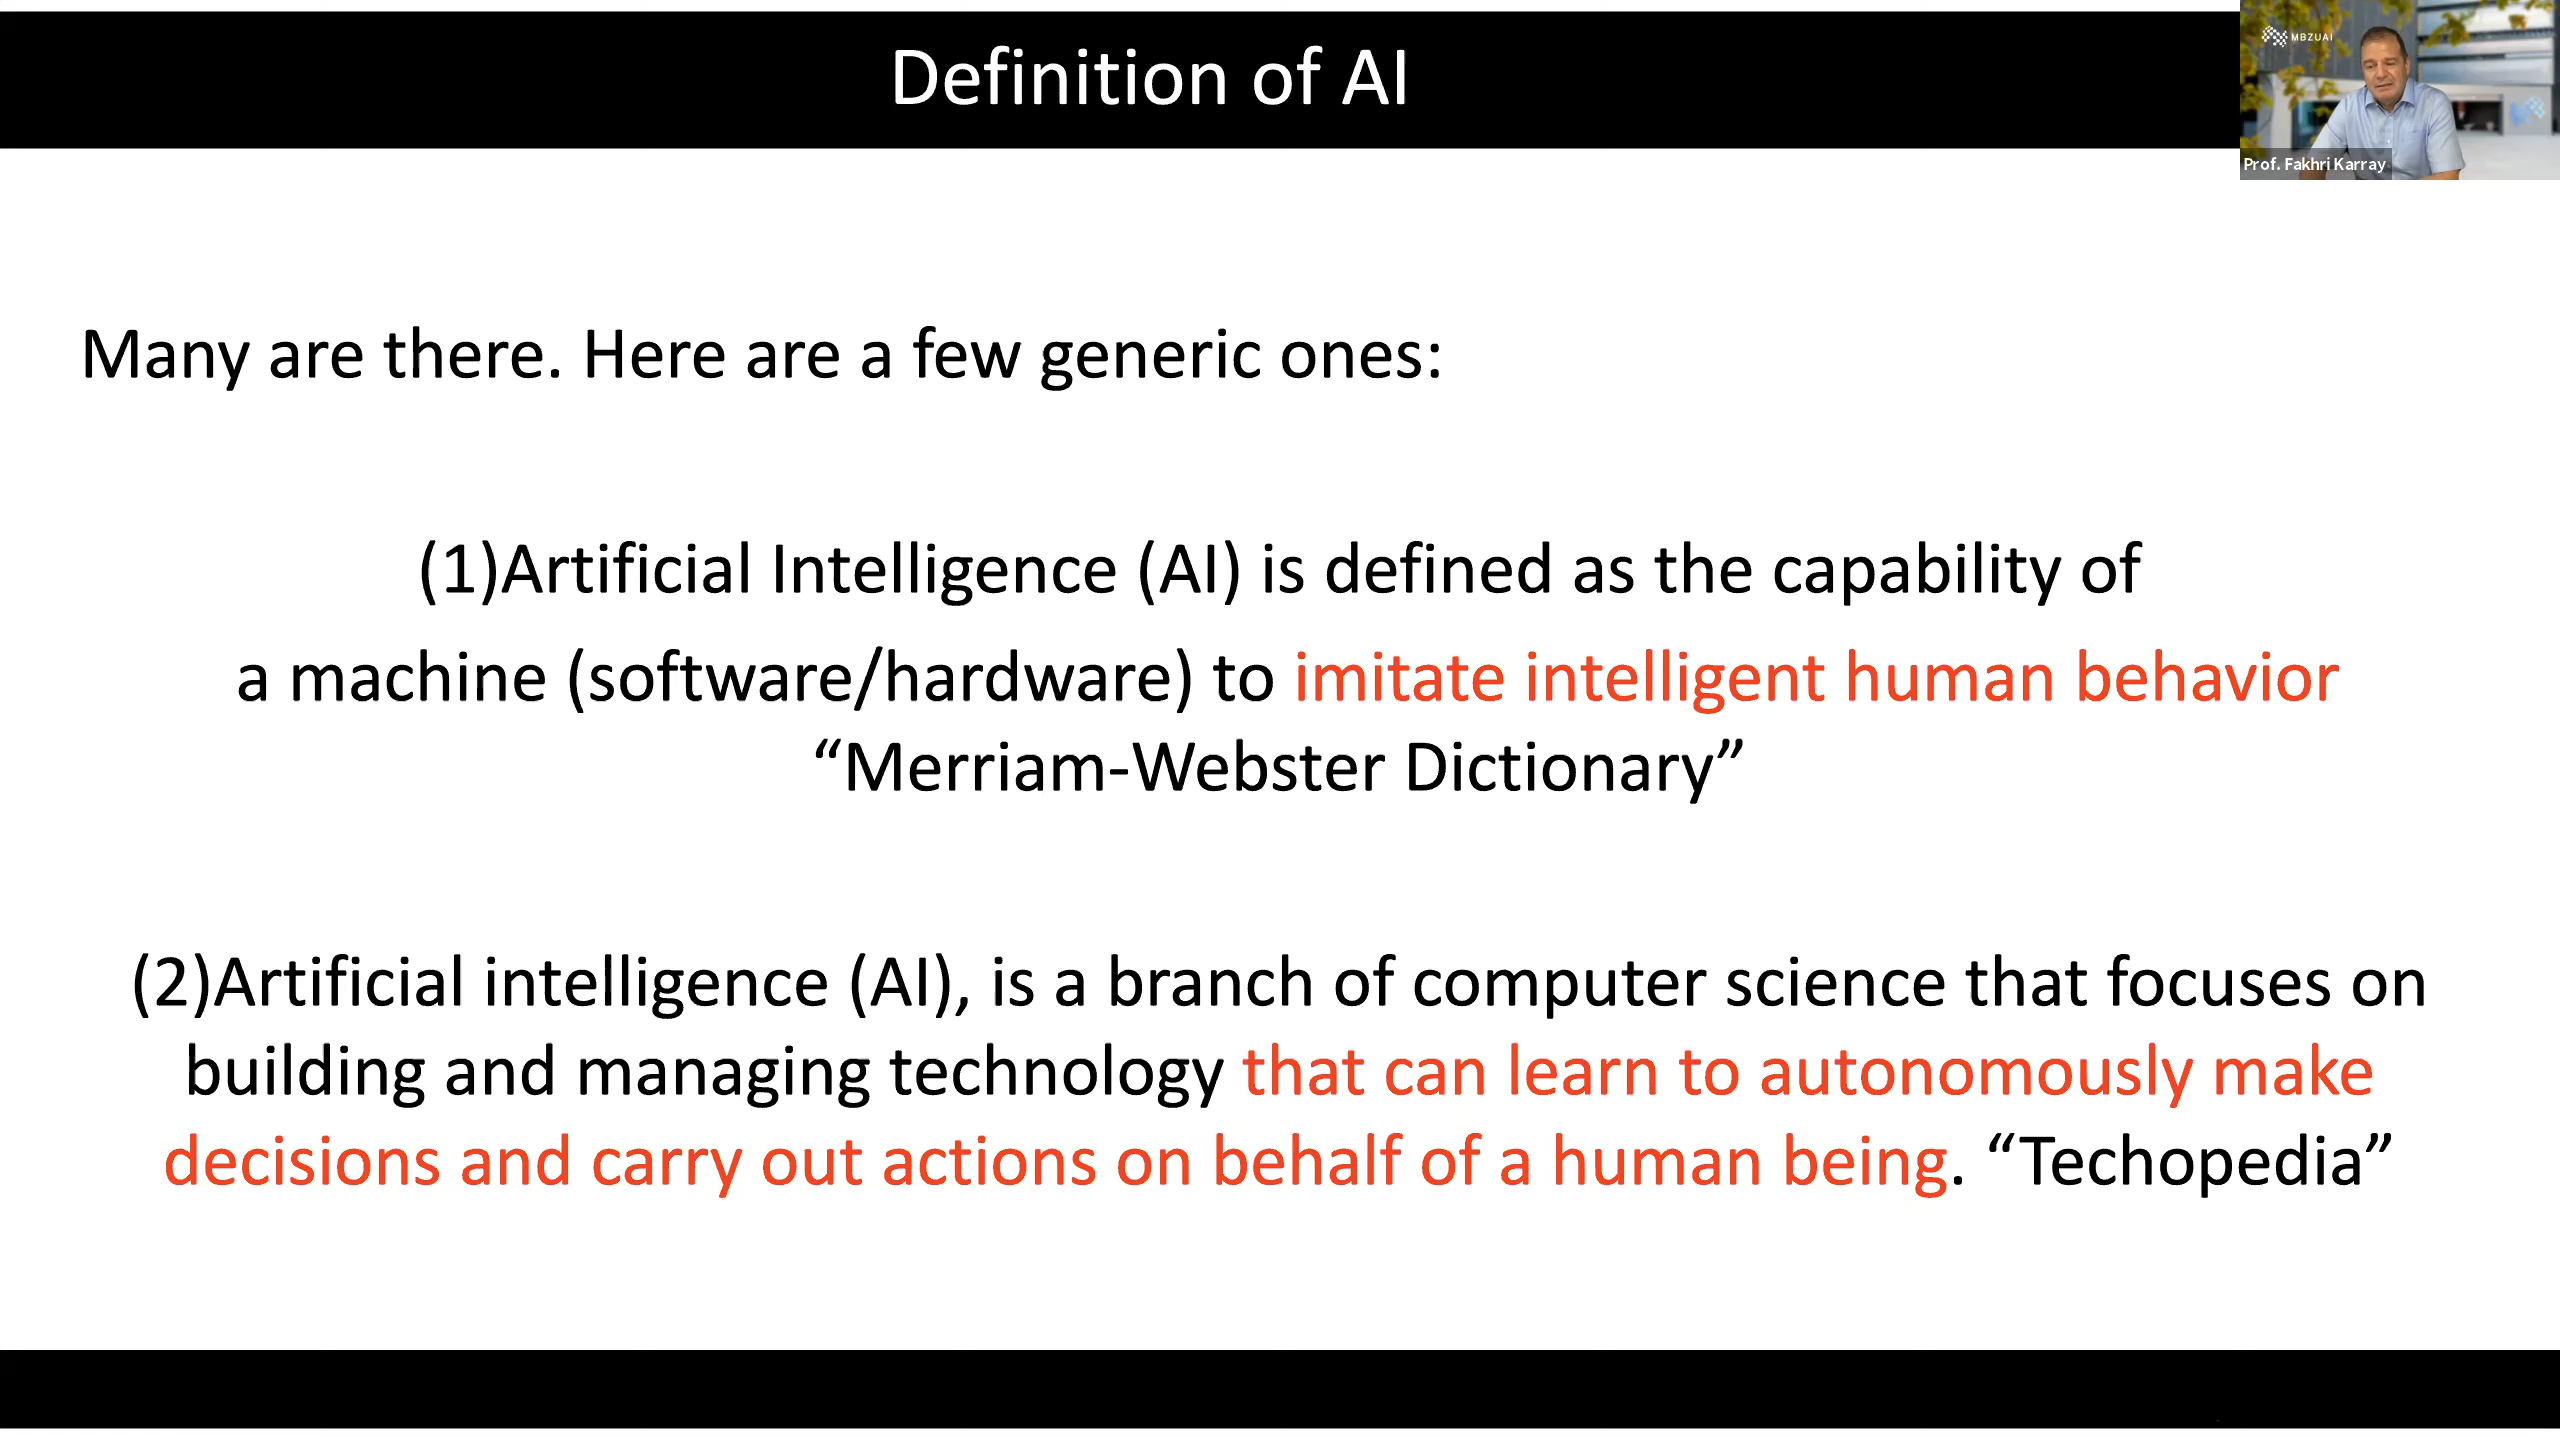 Definition of AI
MBZUAI
Prof. Fakhri Karray
Many are there. Here are a few generic ones:
(1)Artificial Intelligence (AI) is defined as the capability of
a machine (software/hardware) to imitate intelligent human behavior
“Merriam-Webster Dictionary”
(2)Artificial intelligence (AI), is a branch of computer science that focuses on
building and managing technology that can learn to autonomously make
decisions and carry out actions on behalf of a human being. “Techopedia”